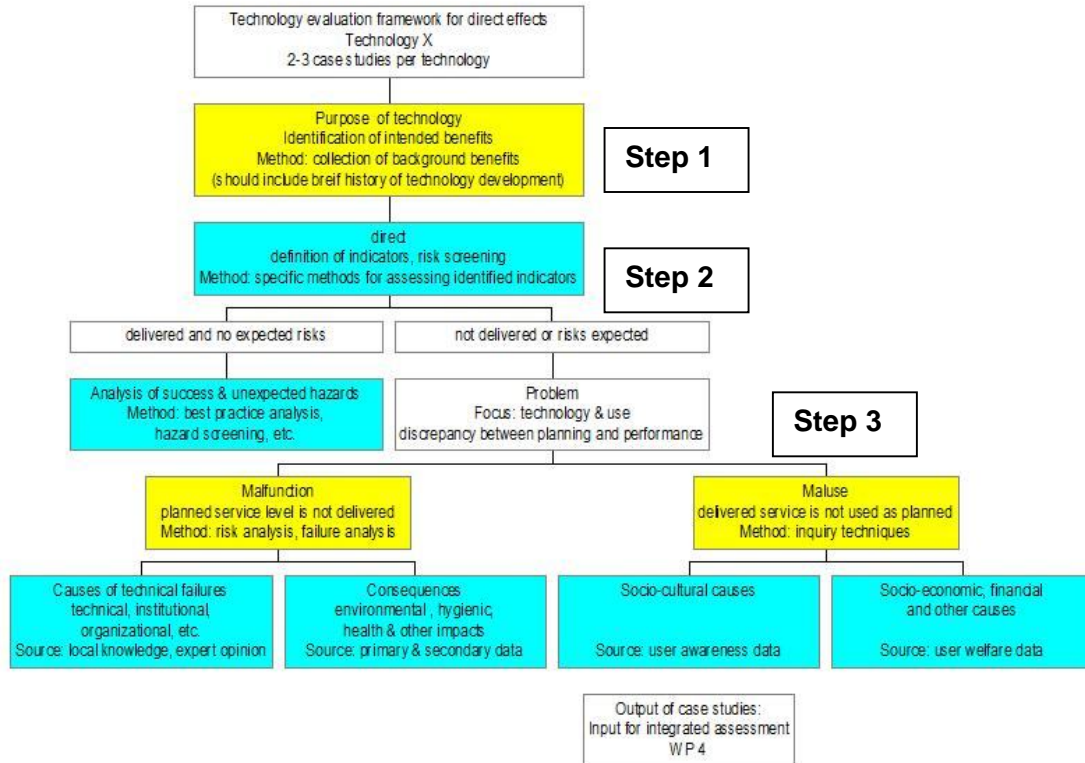 Technology evaluation framework for direct effects
Technology X
2-3 case studies per technology
Purpose of technology
Identification of intended benefits
Method: collection of background benefits
(should include breif history of technology development)
Step 1
direct
definition of indicators, risk screening
Method: specific methods for assessing identified indicators
Step 2
delivered and no expected risks
not delivered or risks expected
Analysis of success & unexpected hazards
Method: best practice analysis,
hazard screening, etc.
Problem
Focus: technology & use
discrepancy between planning and performance
Step 3
Malfunction
planned service level is not delivered
Method: risk analysis, failure analysis
Maluse
delivered service is not used as planned
Method: inquiry techniques
Causes of technical failures
technical, institutional,
organizational, etc.
Source: local knowledge, expert opinion
Consequences
environmental , hygienic,
health & other impacts
Source: primary & secondary data
Socio-cultural causes
Source: user awareness data
Socio-economic, financial
and other causes
Source: user welfare data
Output of case studies:
Input for integrated assessment
WP 4